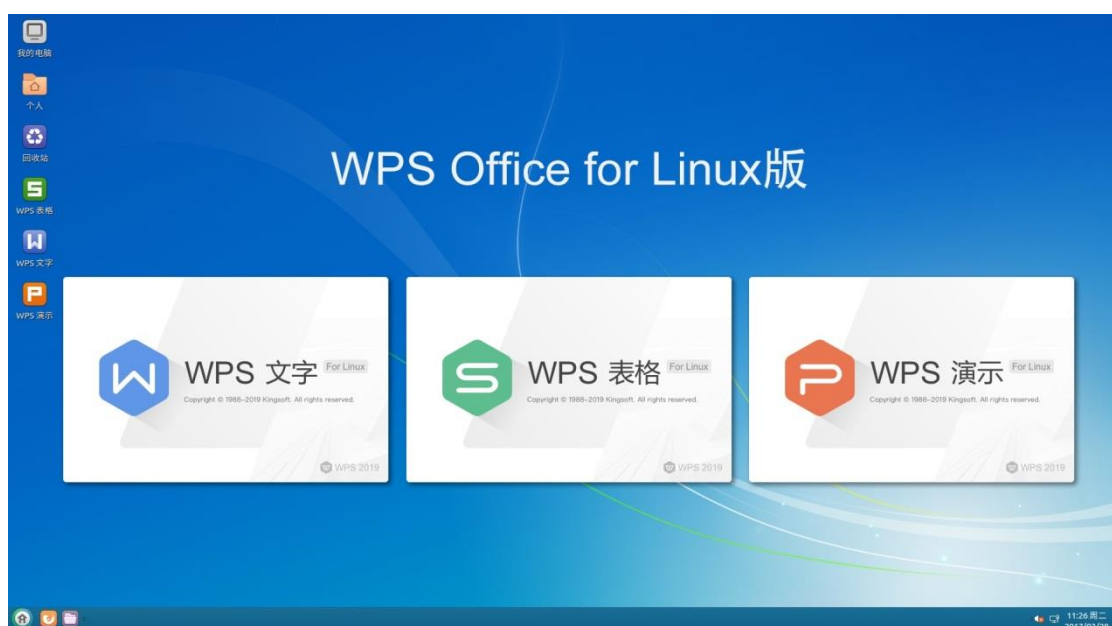 我的电脑
个人
回收站
WPS 表格
WPS 文字
WPS 演示
WPS Office for Linux版
WPS 文字 For Linux
Copyright © 1988-2019 Kingsoft. All rights reserved.
WPS 2019
WPS 表格 For Linux
Copyright © 1988-2019 Kingsoft. All rights reserved.
WPS 2019
WPS 演示 For Linux
Copyright © 1988-2019 Kingsoft. All rights reserved.
WPS 2019
11:26 周二